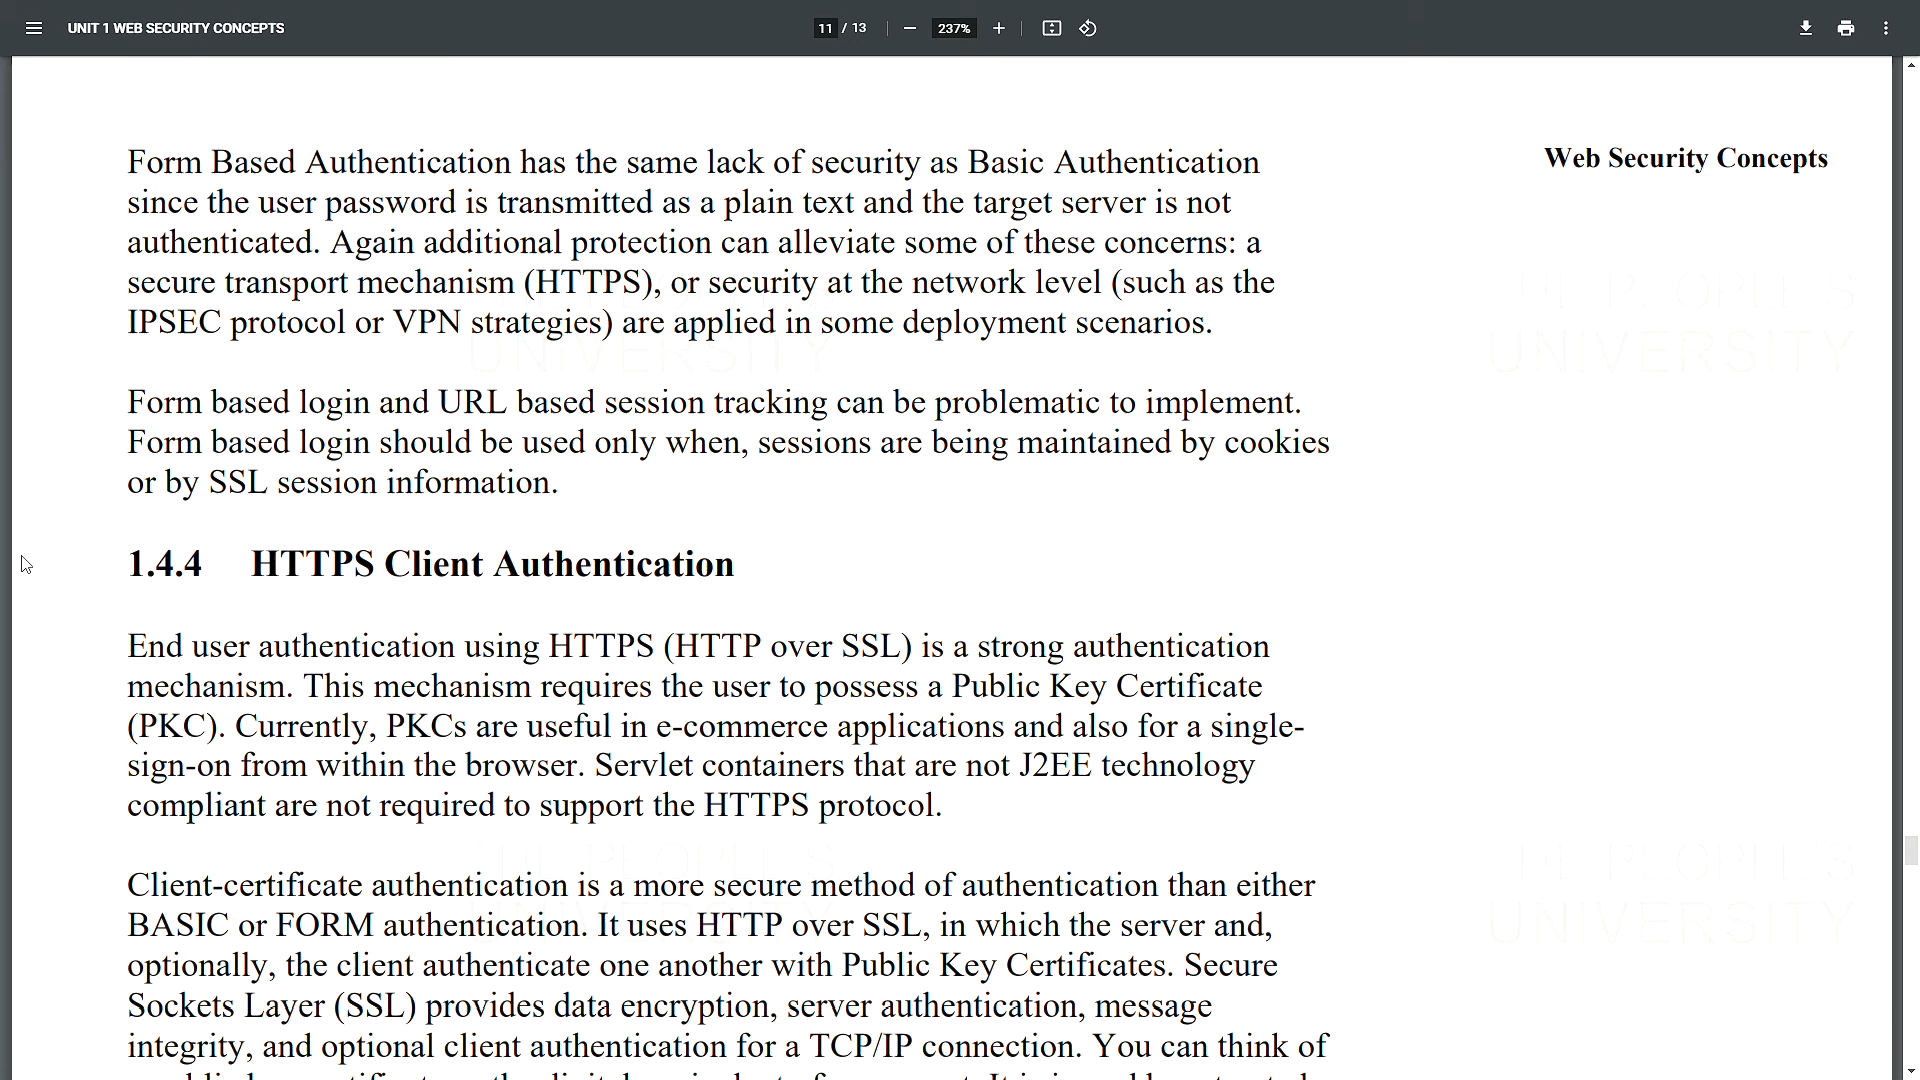 UNIT 1 WEB SECURITY CONCEPTS
11 / 13
237%
Web Security Concepts
Form Based Authentication has the same lack of security as Basic Authentication
since the user password is transmitted as a plain text and the target server is not
authenticated. Again additional protection can alleviate some of these concerns: a
secure transport mechanism (HTTPS), or security at the network level (such as the
IPSEC protocol or VPN strategies) are applied in some deployment scenarios.
Form based login and URL based session tracking can be problematic to implement.
Form based login should be used only when, sessions are being maintained by cookies
or by SSL session information.
1.4.4 HTTPS Client Authentication
End user authentication using HTTPS (HTTP over SSL) is a strong authentication
mechanism. This mechanism requires the user to possess a Public Key Certificate
(PKC). Currently, PKCs are useful in e-commerce applications and also for a single-
sign-on from within the browser. Servlet containers that are not J2EE technology
compliant are not required to support the HTTPS protocol.
Client-certificate authentication is a more secure method of authentication than either
BASIC or FORM authentication. It uses HTTP over SSL, in which the server and,
optionally, the client authenticate one another with Public Key Certificates. Secure
Sockets Layer (SSL) provides data encryption, server authentication, message
integrity, and optional client authentication for a TCP/IP connection. You can think of
THE PEOPLE'S
UNIVERSITY
UNIVERSITY
THE PEOPLE'S
UNIVERSITY